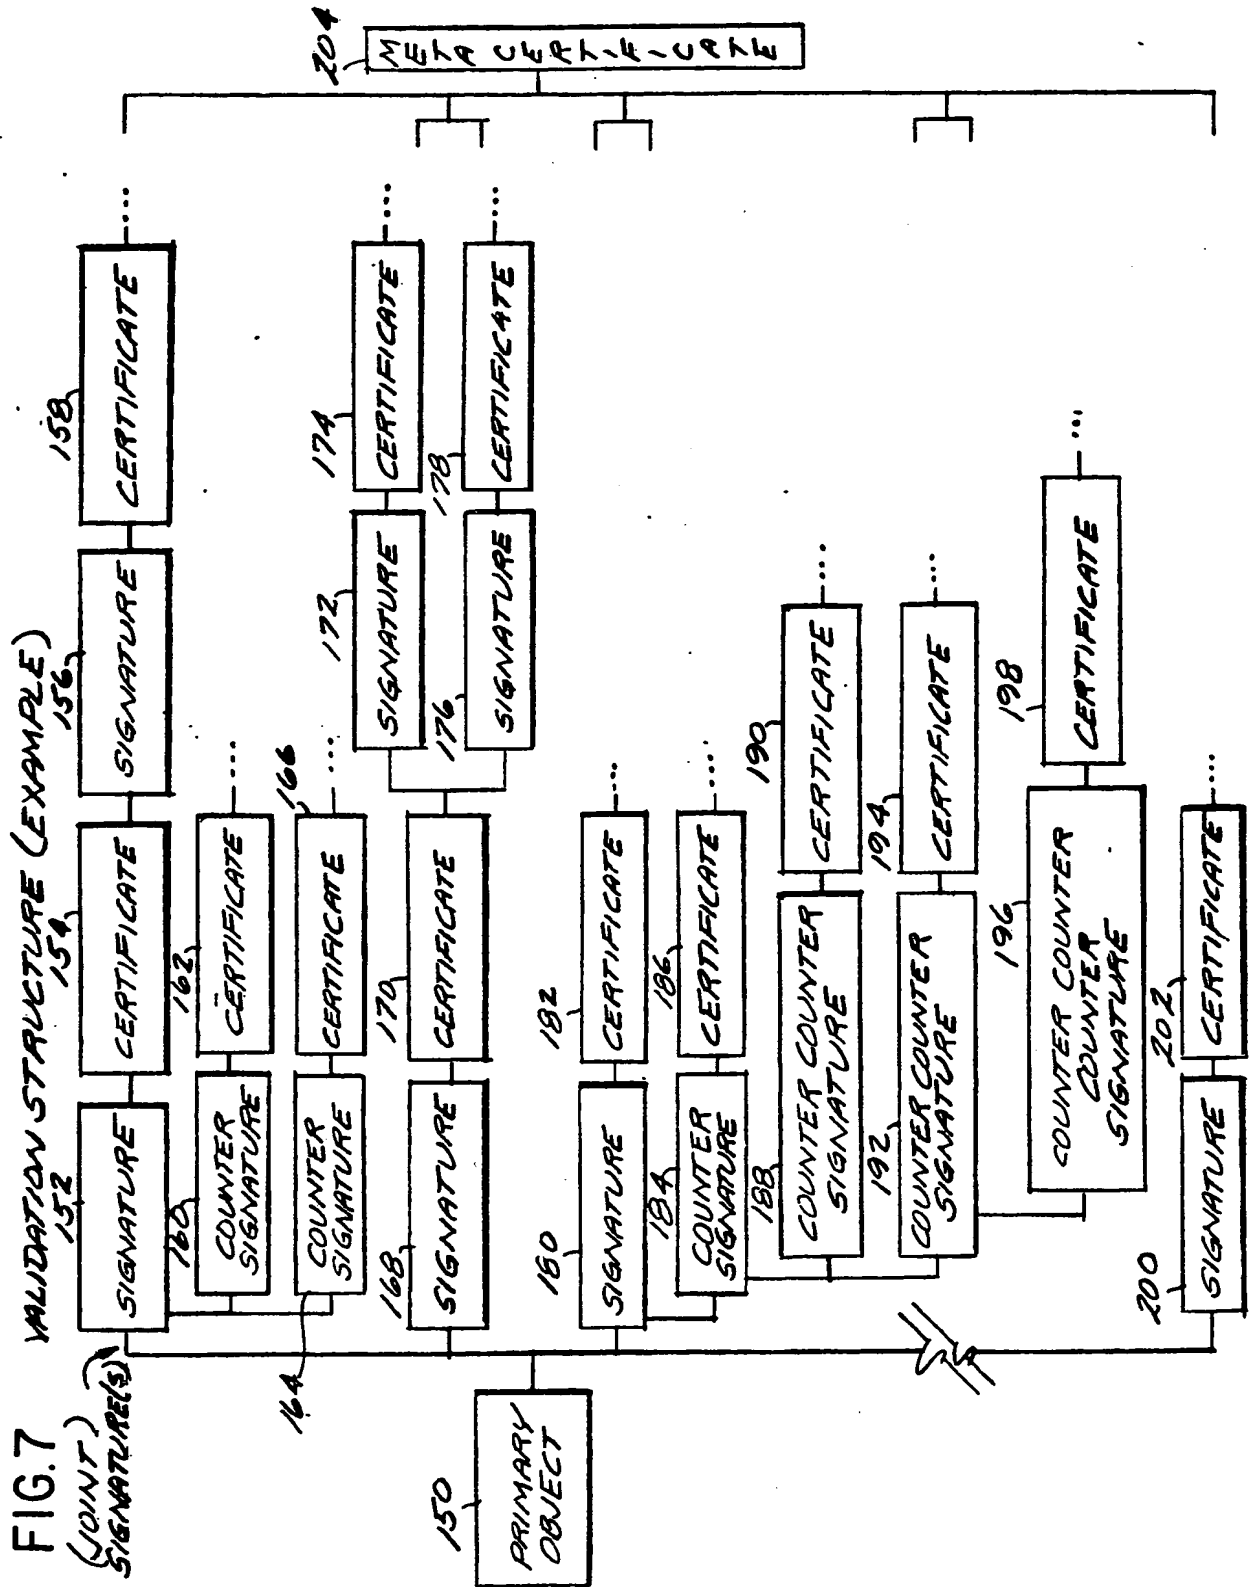 FIG.7
VALIDATION STRUCTURE (EXAMPLE)
(JOINT)
SIGNATURE(S)
150
PRIMARY
OBJECT
152
SIGNATURE
154
CERTIFICATE
156
SIGNATURE
158
CERTIFICATE
....
160
COUNTER
SIGNATURE
162
CERTIFICATE
....
164
COUNTER
SIGNATURE
166
CERTIFICATE
....
168
SIGNATURE
170
CERTIFICATE
172
SIGNATURE
174
CERTIFICATE
....
176
SIGNATURE
178
CERTIFICATE
....
180
SIGNATURE
182
CERTIFICATE
....
184
COUNTER
SIGNATURE
186
CERTIFICATE
....
188
COUNTER COUNTER
SIGNATURE
190
CERTIFICATE
....
192
COUNTER COUNTER
SIGNATURE
194
CERTIFICATE
....
196
COUNTER COUNTER
COUNTER
SIGNATURE
198
CERTIFICATE
...
200
SIGNATURE
202
CERTIFICATE
....
204
META CERTIFICATE